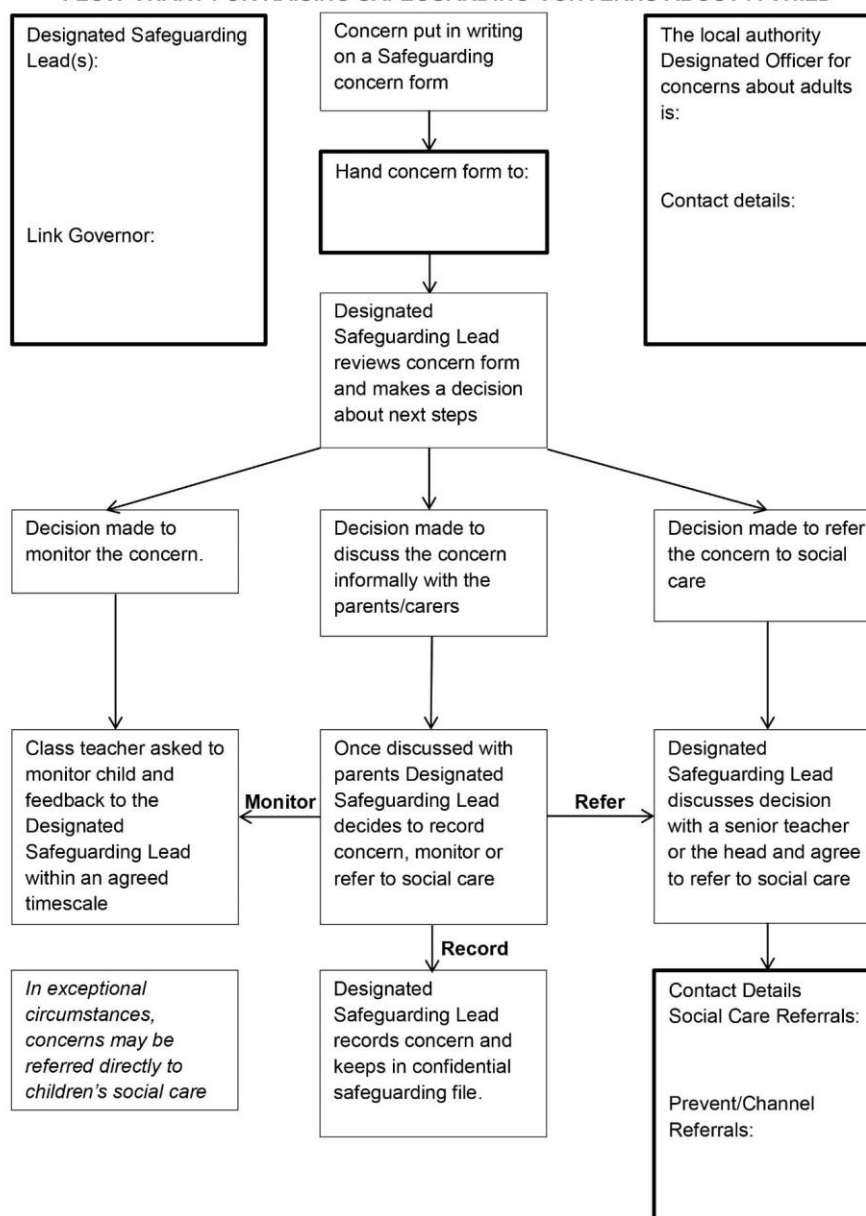 FLOW CHART FOR RAISING SAFEGUARDING CONCERNS ABOUT A CHILD
Designated Safeguarding
Lead(s):
Link Governor:
Concern put in writing
on a Safeguarding
concern form
The local authority
Designated Officer for
concerns about adults
is:
Contact details:
Hand concern form to:
Designated
Safeguarding Lead
reviews concern form
and makes a decision
about next steps
Decision made to
monitor the concern.
Decision made to
discuss the concern
informally with the
parents/carers
Decision made to refer
the concern to social
care
Class teacher asked to
monitor child and
feedback to the
Designated
Safeguarding Lead
within an agreed
timescale
Monitor
Once discussed with
parents Designated
Safeguarding Lead
decides to record
concern, monitor or
refer to social care
Refer
Designated
Safeguarding Lead
discusses decision
with a senior teacher
or the head and agree
to refer to social care
Record
In exceptional
circumstances,
concerns may be
referred directly to
children's social care
Designated
Safeguarding Lead
records concern and
keeps in confidential
safeguarding file.
Contact Details
Social Care Referrals:
Prevent/Channel
Referrals: